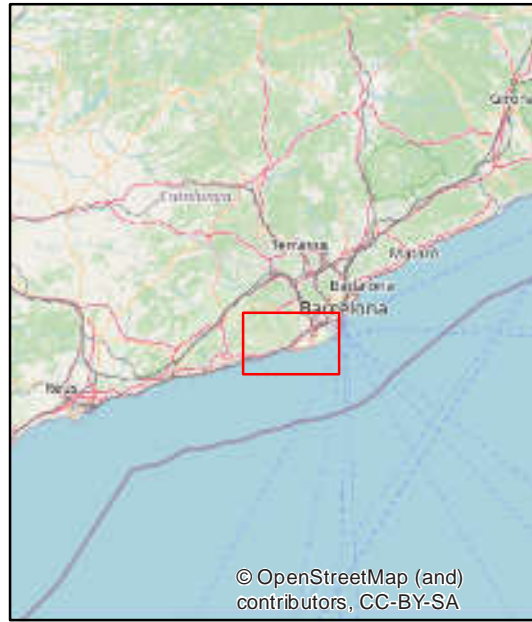 Girona
Catalunya
Terrassa
Mataró
Badalona
Barcelona
Reus
© OpenStreetMap (and)
contributors, CC-BY-SA